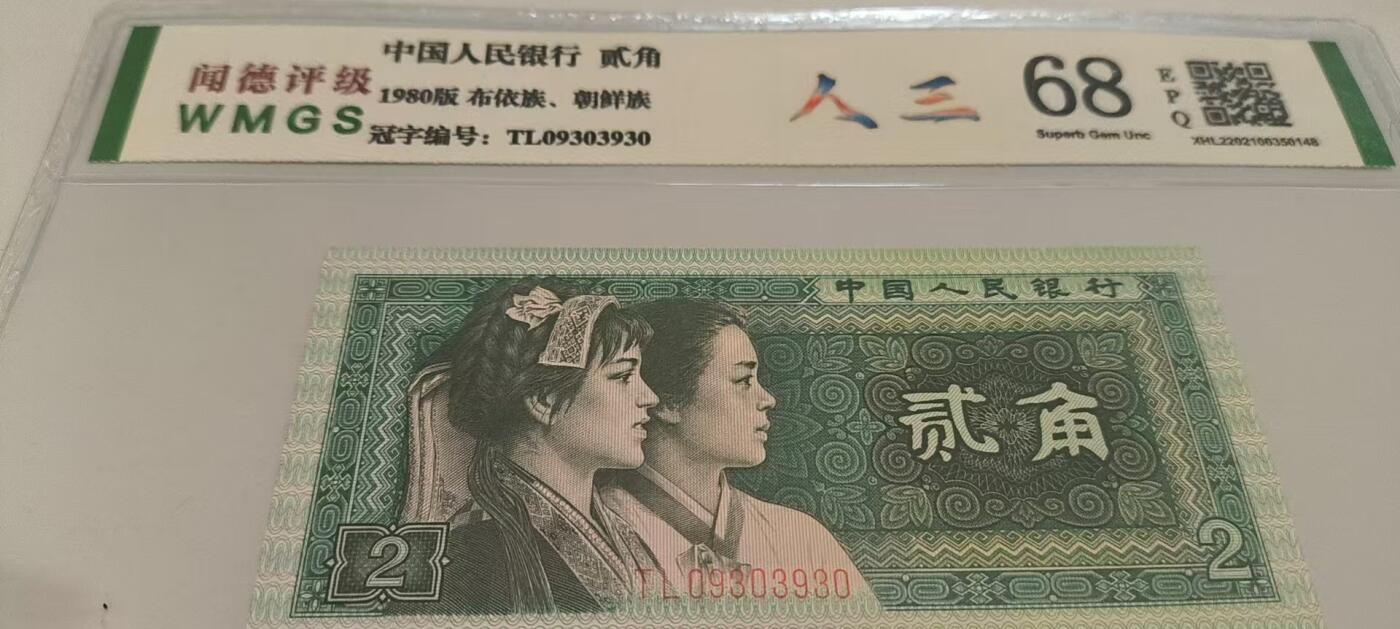 闻德评级
WMGS
中国人民银行 贰角
1980版 布依族、朝鲜族
冠字编号：TL09303930
人三
68
Superb Gem Unc
EPQ
XHL2202100350148
中国人民银行
贰角
2
2
TL09303930